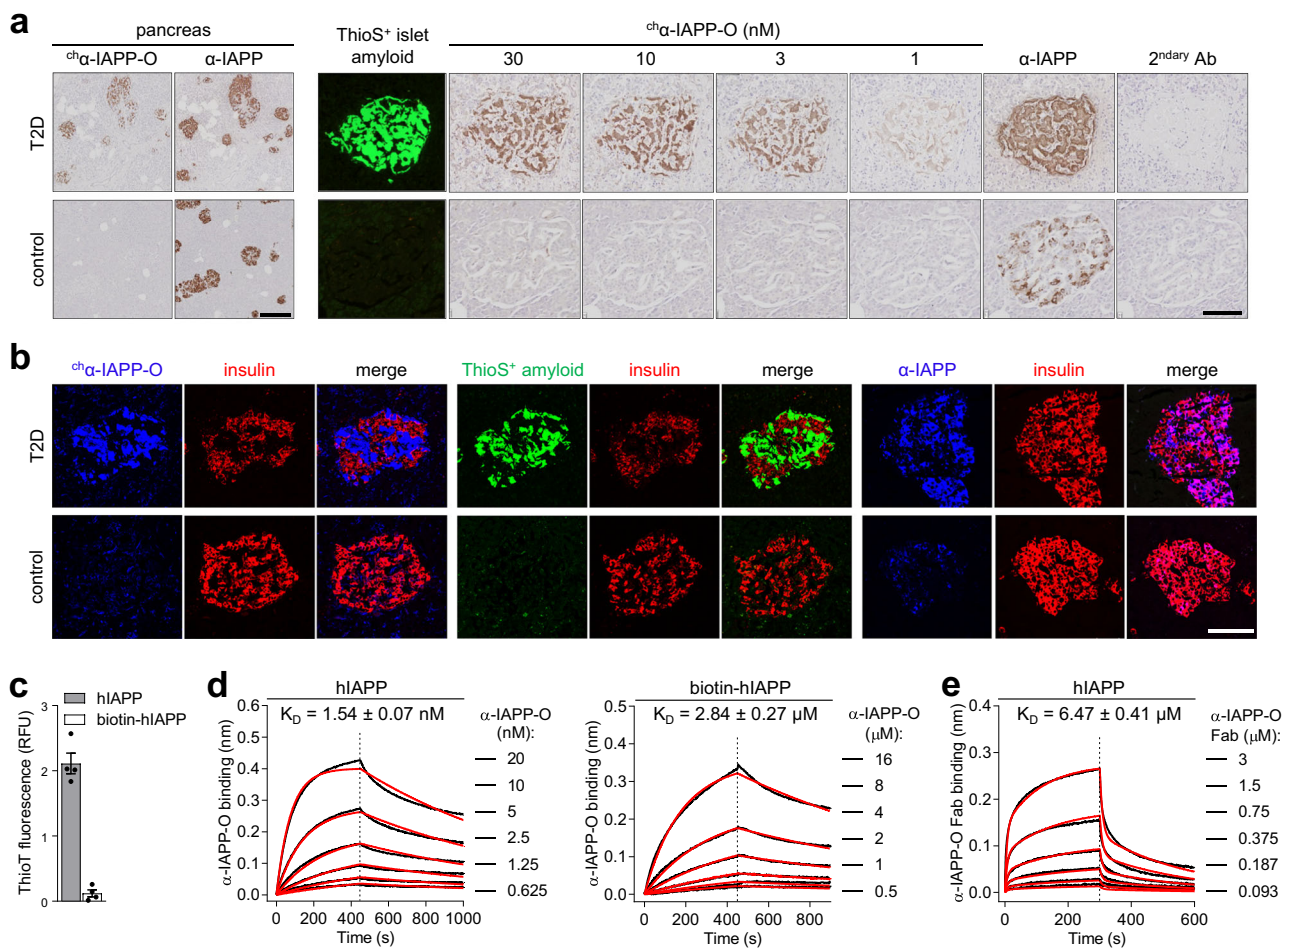 a
pancreas
ᶜʰα-IAPP-O
α-IAPP
ThioS⁺ islet
amyloid
ᶜʰα-IAPP-O (nM)
30
10
3
1
α-IAPP
2ⁿᵈᵃʳʸ Ab
T2D
control
b
ᶜʰα-IAPP-O
insulin
merge
ThioS⁺ amyloid
insulin
merge
α-IAPP
insulin
merge
T2D
control
c
hIAPP
biotin-hIAPP
ThioT fluorescence (RFU)
3
2
1
0
d
hIAPP
K_D = 1.54 ± 0.07 nM
α-IAPP-O binding (nm)
0.6
0.5
0.4
0.3
0.2
0.1
0.0
0 200 400 600 800 1000
Time (s)
α-IAPP-O
(nM):
20
10
5
2.5
1.25
0.625
biotin-hIAPP
K_D = 2.84 ± 0.27 µM
α-IAPP-O binding (nm)
0.5
0.4
0.3
0.2
0.1
0.0
0 200 400 600 800
Time (s)
α-IAPP-O
(µM):
16
8
4
2
1
0.5
e
hIAPP
K_D = 6.47 ± 0.41 µM
α-IAPP-O Fab binding (nm)
0.4
0.3
0.2
0.1
0.0
0 200 400 600
Time (s)
α-IAPP-O
Fab (µM):
3
1.5
0.75
0.375
0.187
0.093